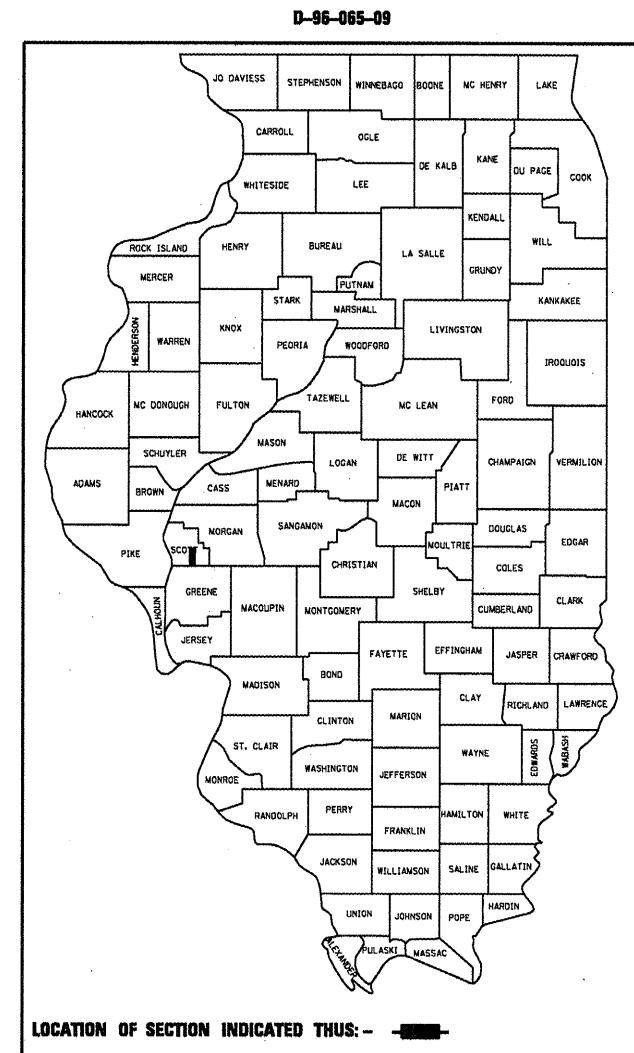 D-96-065-09
JO DAVIESS STEPHENSON WINNEBAGO BOONE MC HENRY LAKE
CARROLL OGLE
DE KALB KANE DU PAGE COOK
WHITESIDE LEE
KENDALL
ROCK ISLAND HENRY BUREAU LA SALLE WILL
MERCER PUTNAM GRUNDY
STARK MARSHALL KANKAKEE
HENDERSON WARREN KNOX PEORIA WOODFORD LIVINGSTON
IROQUOIS
HANCOCK MC DONOUGH FULTON TAZEWELL MC LEAN FORD
MASON
SCHUYLER LOGAN DE WITT CHAMPAIGN VERMILION
ADAMS BROWN CASS MENARD PIATT
MACON
MORGAN SANGAMON DOUGLAS
PIKE SCOTT CHRISTIAN MOULTRIE EDGAR
COLES
GREENE SHELBY
CALHOUN MACOUPIN MONTGOMERY CUMBERLAND CLARK
JERSEY
FAYETTE EFFINGHAM JASPER CRAWFORD
MADISON BOND
CLAY RICHLAND LAWRENCE
CLINTON MARION
ST. CLAIR WAYNE EDWARDS WABASH
WASHINGTON JEFFERSON
MONROE
RANDOLPH PERRY HAMILTON WHITE
FRANKLIN
JACKSON WILLIAMSON SALINE GALLATIN
UNION JOHNSON POPE HARDIN
ALEXANDER PULASKI MASSAC
LOCATION OF SECTION INDICATED THUS: -